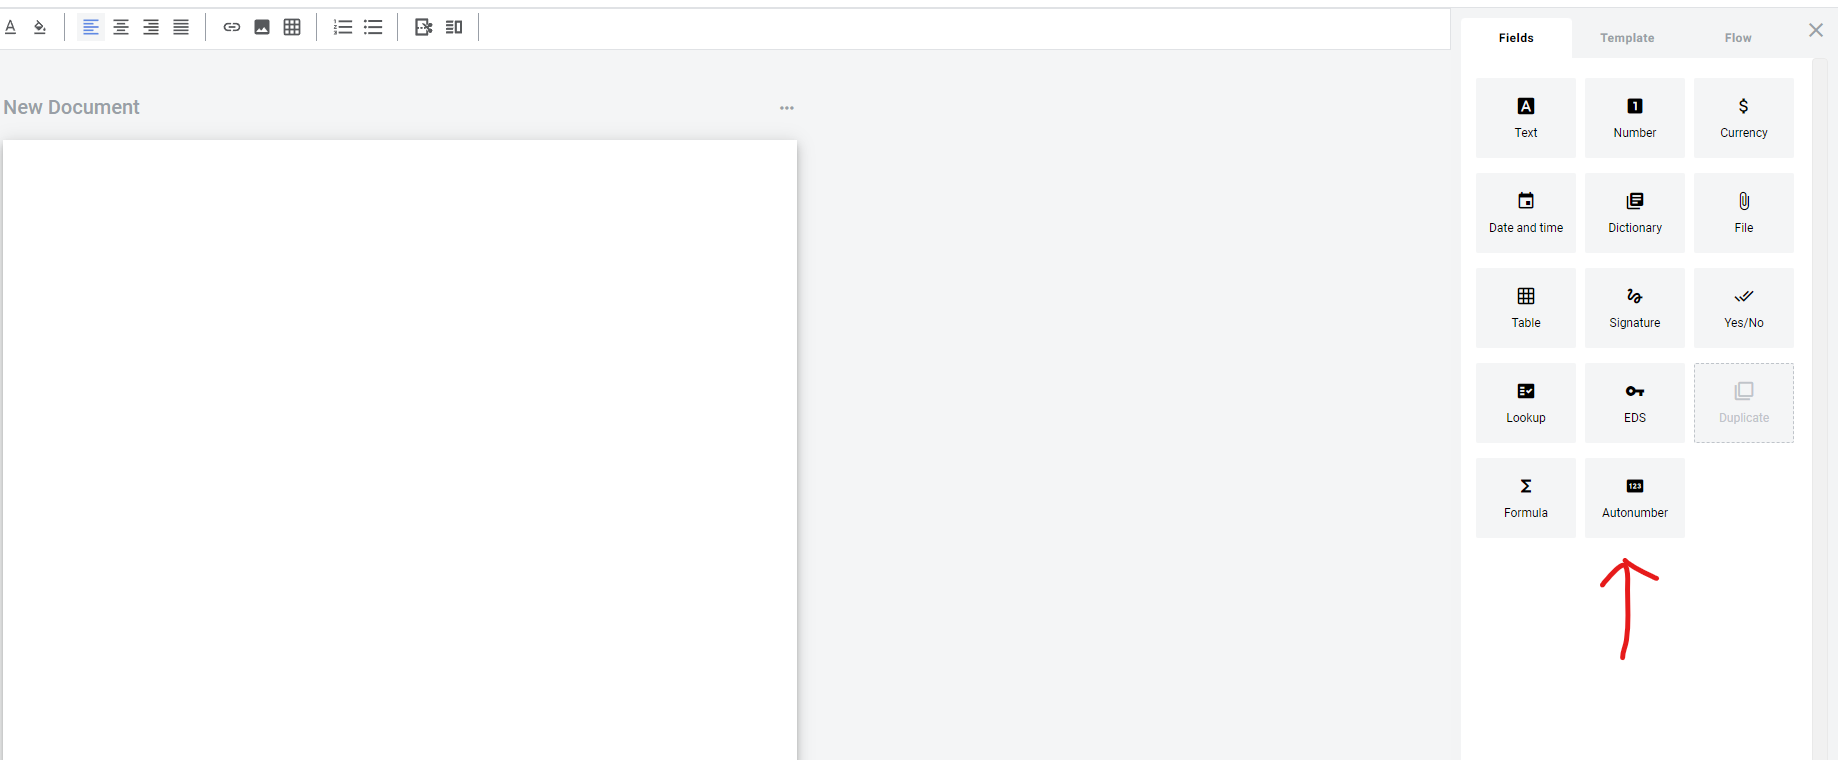 Fields Template Flow
New Document
Text Number Currency
Date and time Dictionary File
Table Signature Yes/No
Lookup EDS Duplicate
Formula Autonumber